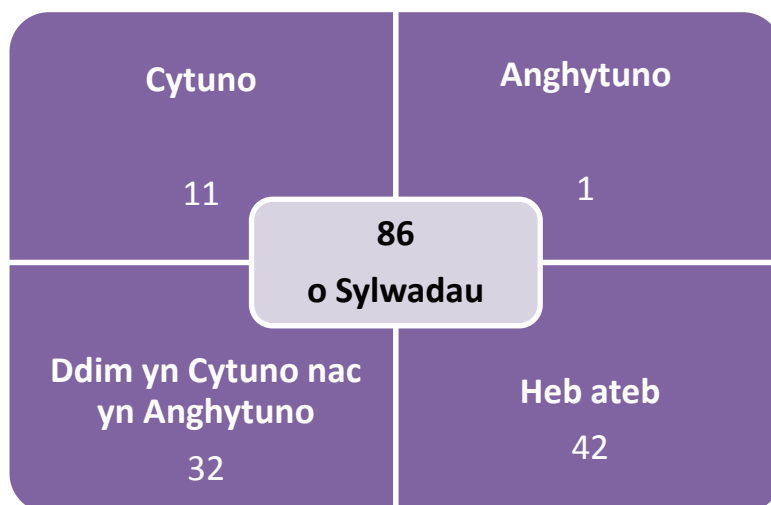 Cytuno
11
Anghytuno
1
86
o Sylwadau
Ddim yn Cytuno nac
yn Anghytuno
32
Heb ateb
42